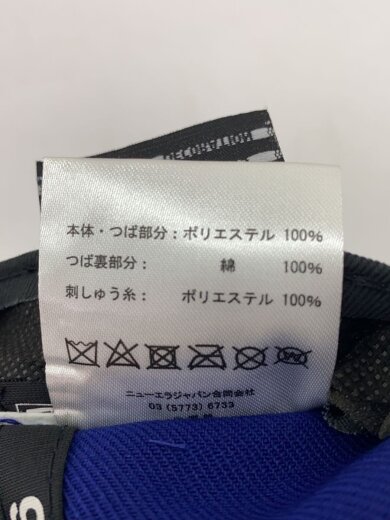 本体・つば部分：ポリエステル 100%
つば裏部分： 綿 100%
刺しゅう糸： ポリエステル 100%
ニューエラジャパン合同会社
03 (5773) 6733